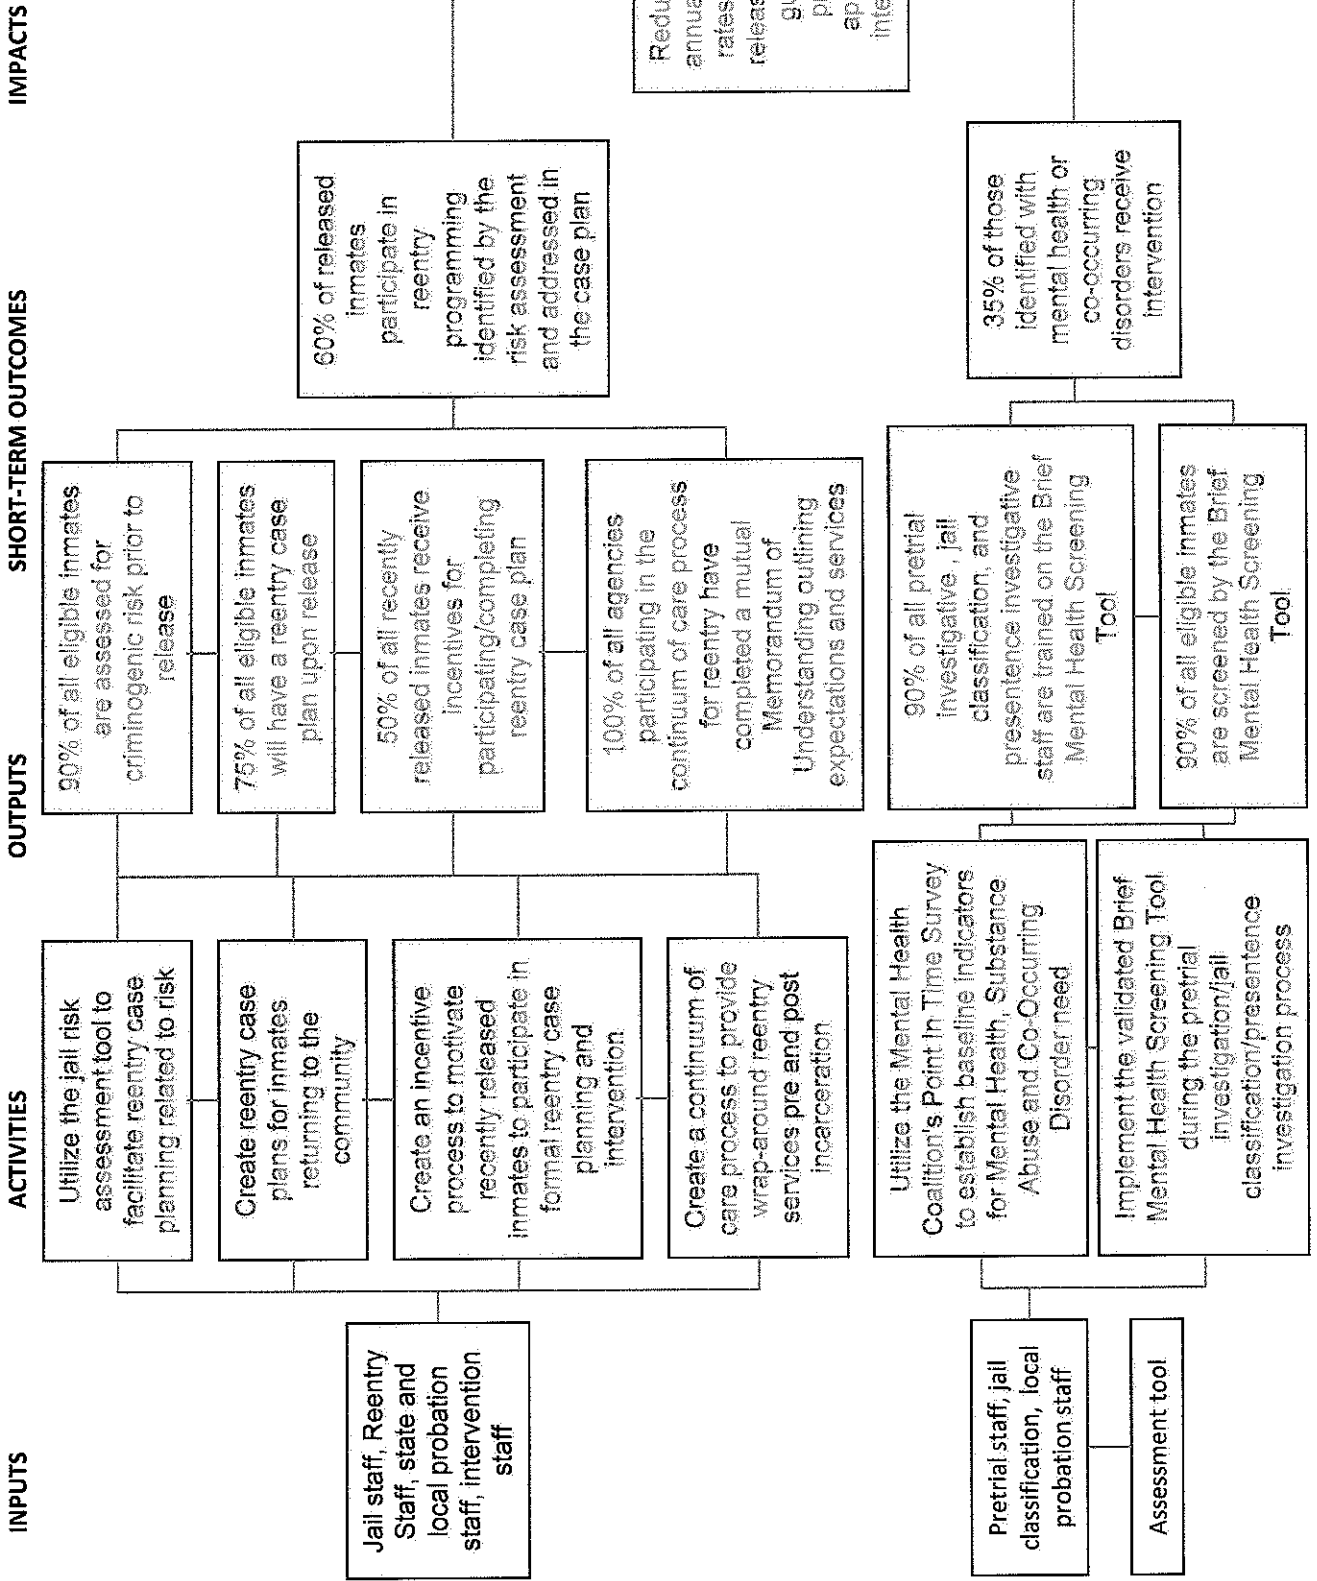 INPUTS
ACTIVITIES
OUTPUTS
SHORT-TERM OUTCOMES
IMPACTS
Jail staff, Reentry
Staff, state and
local probation
staff, intervention
staff
Utilize the jail risk
assessment tool to
facilitate reentry case
planning related to risk
Create reentry case
plans for inmates
returning to the
community
Create an incentive
process to motivate
recently released
inmates to participate in
formal reentry case
planning and
intervention
Create a continuum of
care process to provide
wrap-around reentry
services pre and post
incarceration
90% of all eligible inmates
are assessed for
criminogenic risk prior to
release
75% of all eligible inmates
will have a reentry case
plan upon release
50% of all recently
released inmates receive
incentives for
participating/completing
reentry case plan
100% of all agencies
participating in the
continuum of care process
for reentry have
completed a mutual
Memorandum of
Understanding outlining
expectations and services
60% of released
inmates
participate in
reentry
programming
identified by the
risk assessment
and addressed in
the case plan
Pretrial staff, jail
classification, local
probation staff
Assessment tool
Utilize the Mental Health
Coalition's Point In Time Survey
to establish baseline indicators
for Mental Health, Substance
Abuse and Co-Occurring
Disorder need
Implement the validated Brief
Mental Health Screening Tool
during the pretrial
investigation/jail
classification/presentence
investigation process
90% of all pretrial
investigative, jail
classification, and
presentence investigative
staff are trained on the Brief
Mental Health Screening
Tool
90% of all eligible inmates
are screened by the Brief
Mental Health Screening
Tool
35% of those
identified with
mental health or
co-occurring
disorders receive
intervention
Redu
annua
rates
releas
gu
p
ap
inte